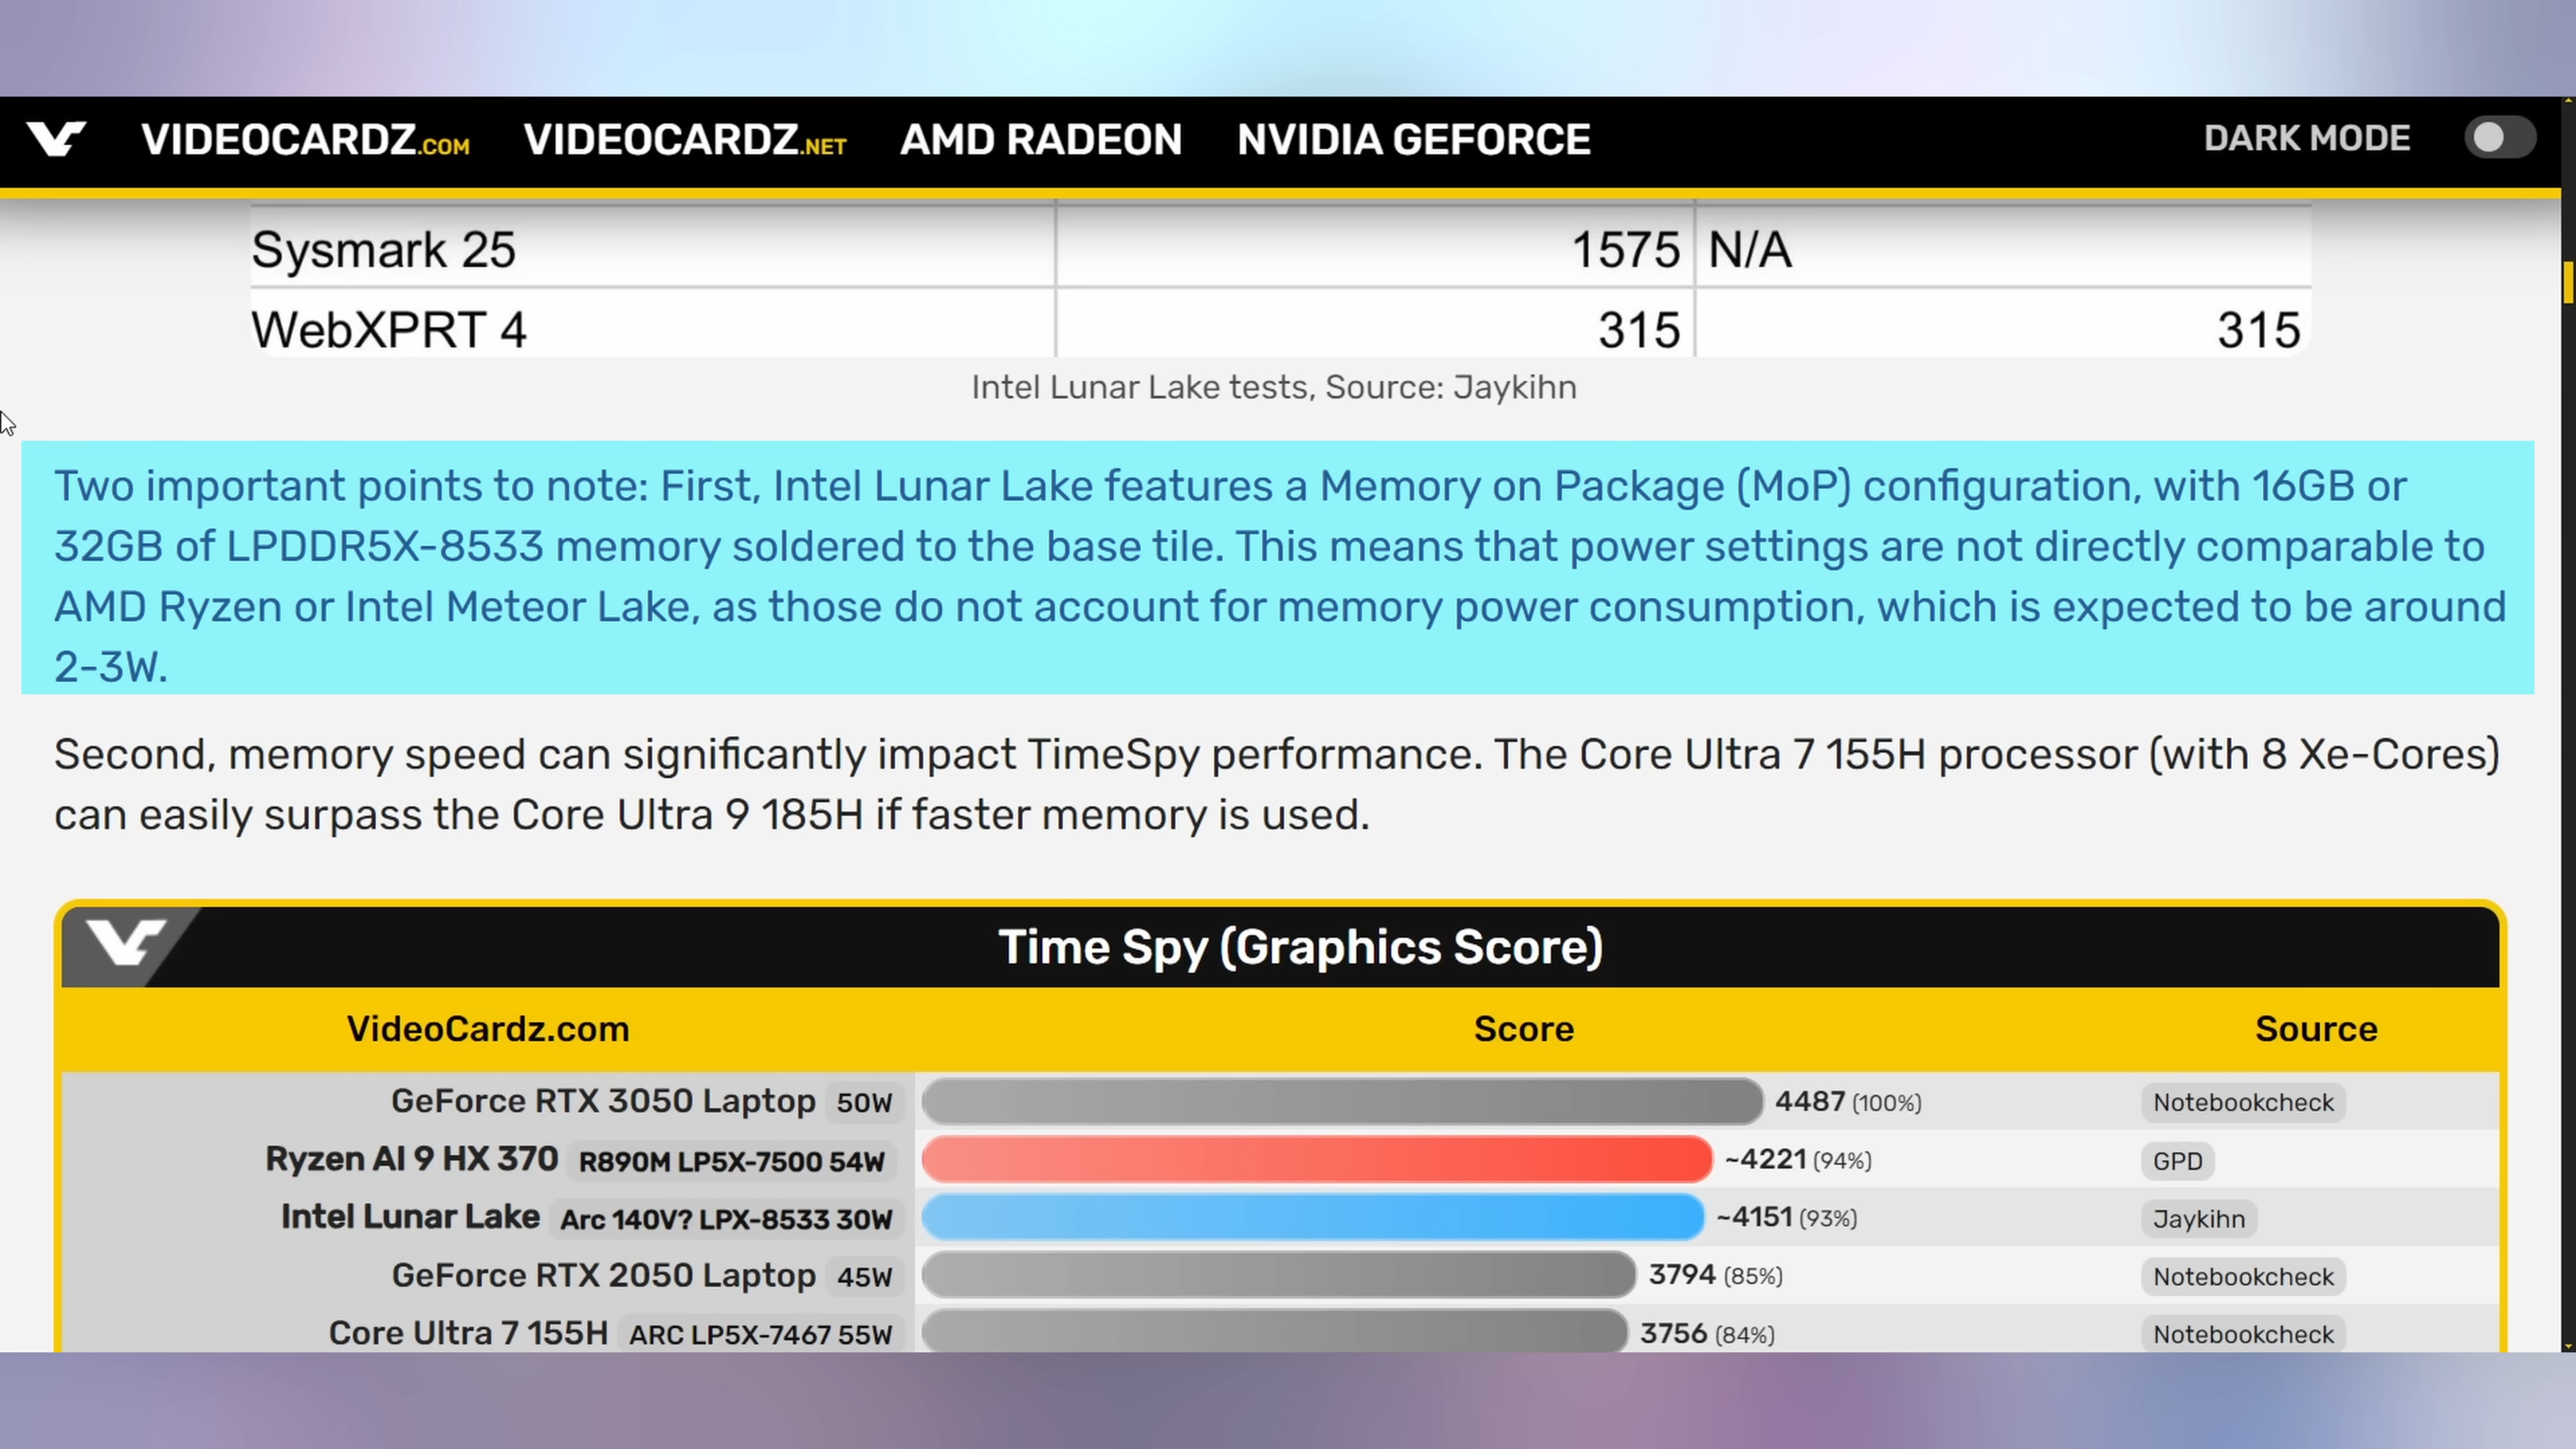 VIDEOCARDZ.COM VIDEOCARDZ.NET AMD RADEON NVIDIA GEFORCE DARK MODE
Sysmark 25 1575 N/A
WebXPRT 4 315 315
Intel Lunar Lake tests, Source: Jaykihn
Two important points to note: First, Intel Lunar Lake features a Memory on Package (MoP) configuration, with 16GB or
32GB of LPDDR5X-8533 memory soldered to the base tile. This means that power settings are not directly comparable to
AMD Ryzen or Intel Meteor Lake, as those do not account for memory power consumption, which is expected to be around
2-3W.
Second, memory speed can significantly impact TimeSpy performance. The Core Ultra 7 155H processor (with 8 Xe-Cores)
can easily surpass the Core Ultra 9 185H if faster memory is used.
Time Spy (Graphics Score)
VideoCardz.com Score Source
GeForce RTX 3050 Laptop 50W 4487 (100%) Notebookcheck
Ryzen AI 9 HX 370 R890M LP5X-7500 54W ~4221 (94%) GPD
Intel Lunar Lake Arc 140V? LPX-8533 30W ~4151 (93%) Jaykihn
GeForce RTX 2050 Laptop 45W 3794 (85%) Notebookcheck
Core Ultra 7 155H ARC LP5X-7467 55W 3756 (84%) Notebookcheck